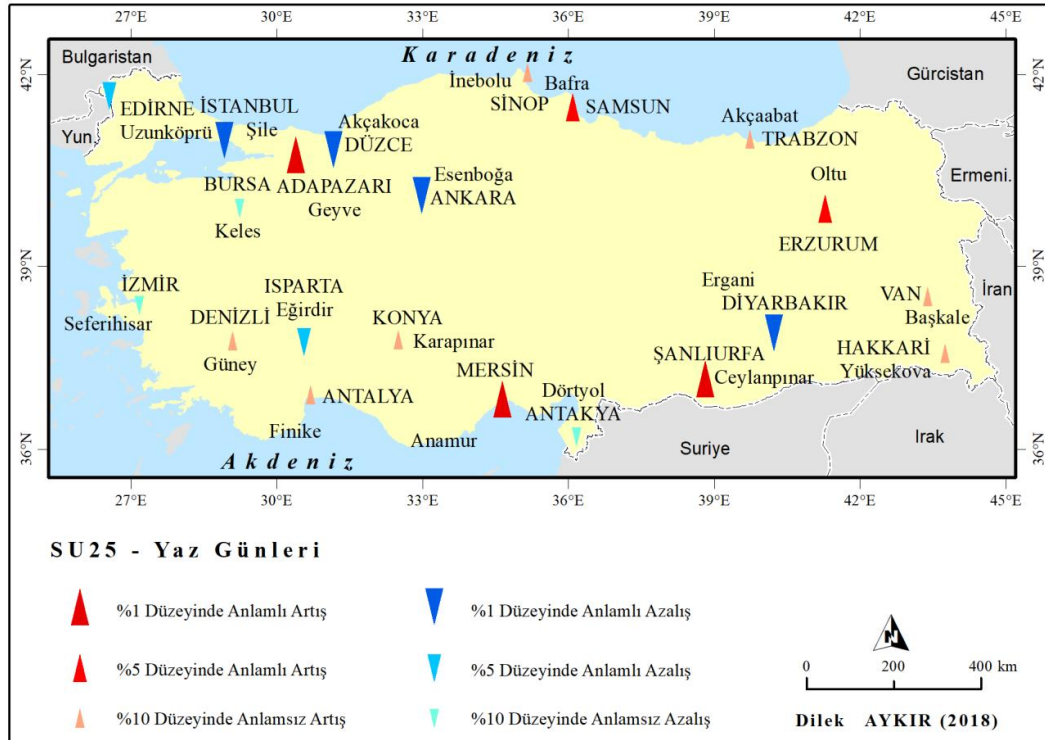 27°E 30°E 33°E 36°E 39°E 42°E 45°E
Bulgaristan
Karadeniz
Gürcistan
42°N
42°N
İnebolu
Bafra
SİNOP
SAMSUN
EDİRNE
İSTANBUL
Akçakoca
Akçaabat
Yun.
Uzunköprü
Şile
DÜZCE
TRABZON
Ermeni.
BURSA
ADAPAZARI
Esenboğa
Oltu
Geyve
ANKARA
Keles
ERZURUM
39°N
39°N
İZMİR
ISPARTA
Ergani
İran
Seferihisar
DENİZLİ
Eğirdir
KONYA
DİYARBAKIR
VAN
Güney
Karapınar
Başkale
MERSİN
ŞANLIURFA
HAKKARİ
Dörtyol
Ceylanpınar
Yüksekova
ANTALYA
ANTAKYA
Finike
Anamur
Suriye
Irak
36°N
36°N
Akdeniz
27°E 30°E 33°E 36°E 39°E 42°E 45°E
SU25 - Yaz Günleri
%1 Düzeyinde Anlamlı Artış
%1 Düzeyinde Anlamlı Azalış
%5 Düzeyinde Anlamlı Artış
%5 Düzeyinde Anlamlı Azalış
%10 Düzeyinde Anlamsız Artış
%10 Düzeyinde Anlamsız Azalış
N
0 200 400 km
Dilek AYKIR (2018)